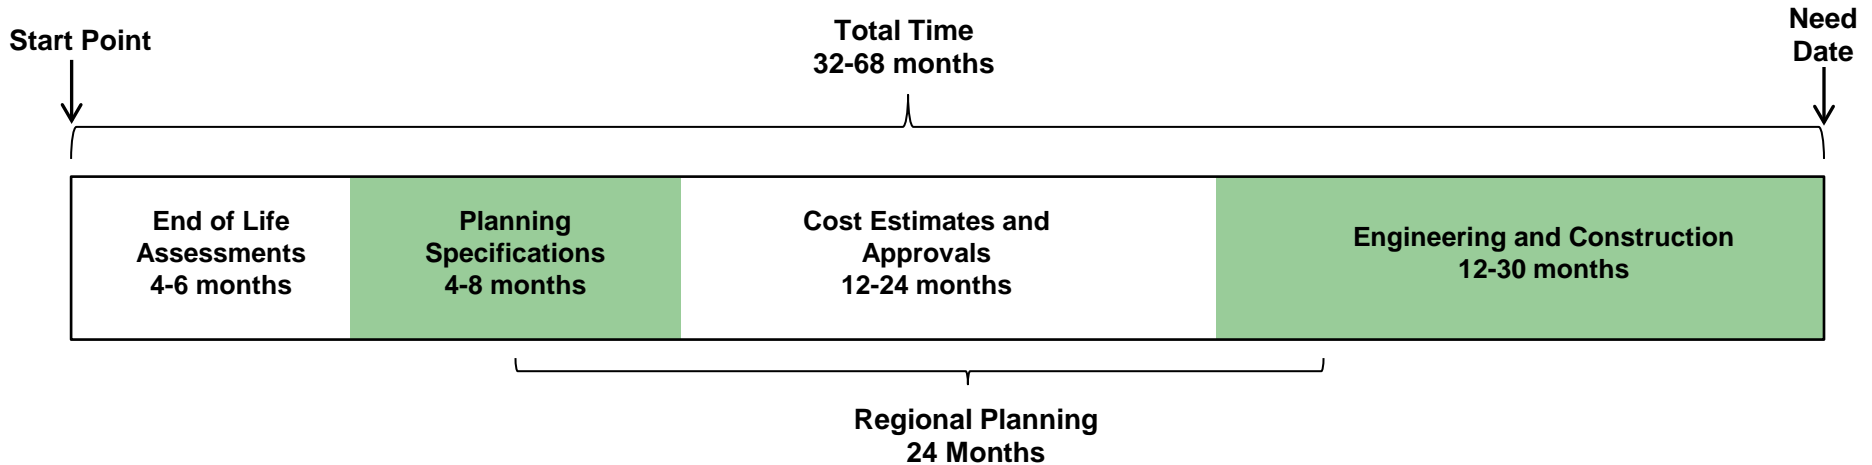 Start Point
Total Time
32-68 months
Need
Date
End of Life
Assessments
4-6 months
Planning
Specifications
4-8 months
Cost Estimates and
Approvals
12-24 months
Engineering and Construction
12-30 months
Regional Planning
24 Months